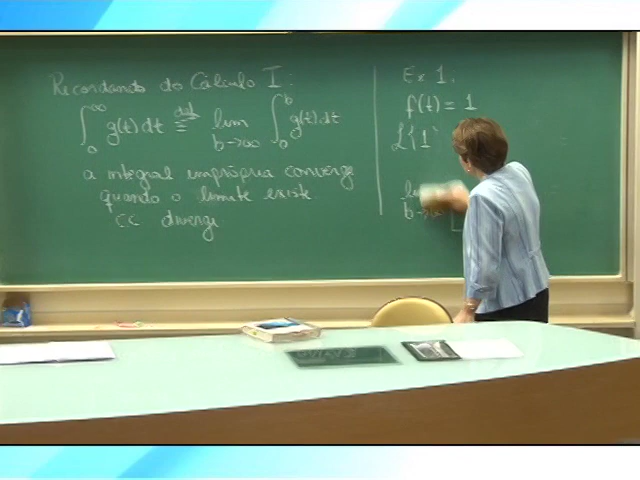 Recordando do Cálculo I:
∫₀^∞ g(t) dt ≝ lim_{b→∞} ∫₀^b g(t) dt
a integral imprópria converge
quando o limite existe.
CC diverge
Ex 1.
f(t) = 1
ℒ{1
b→∞